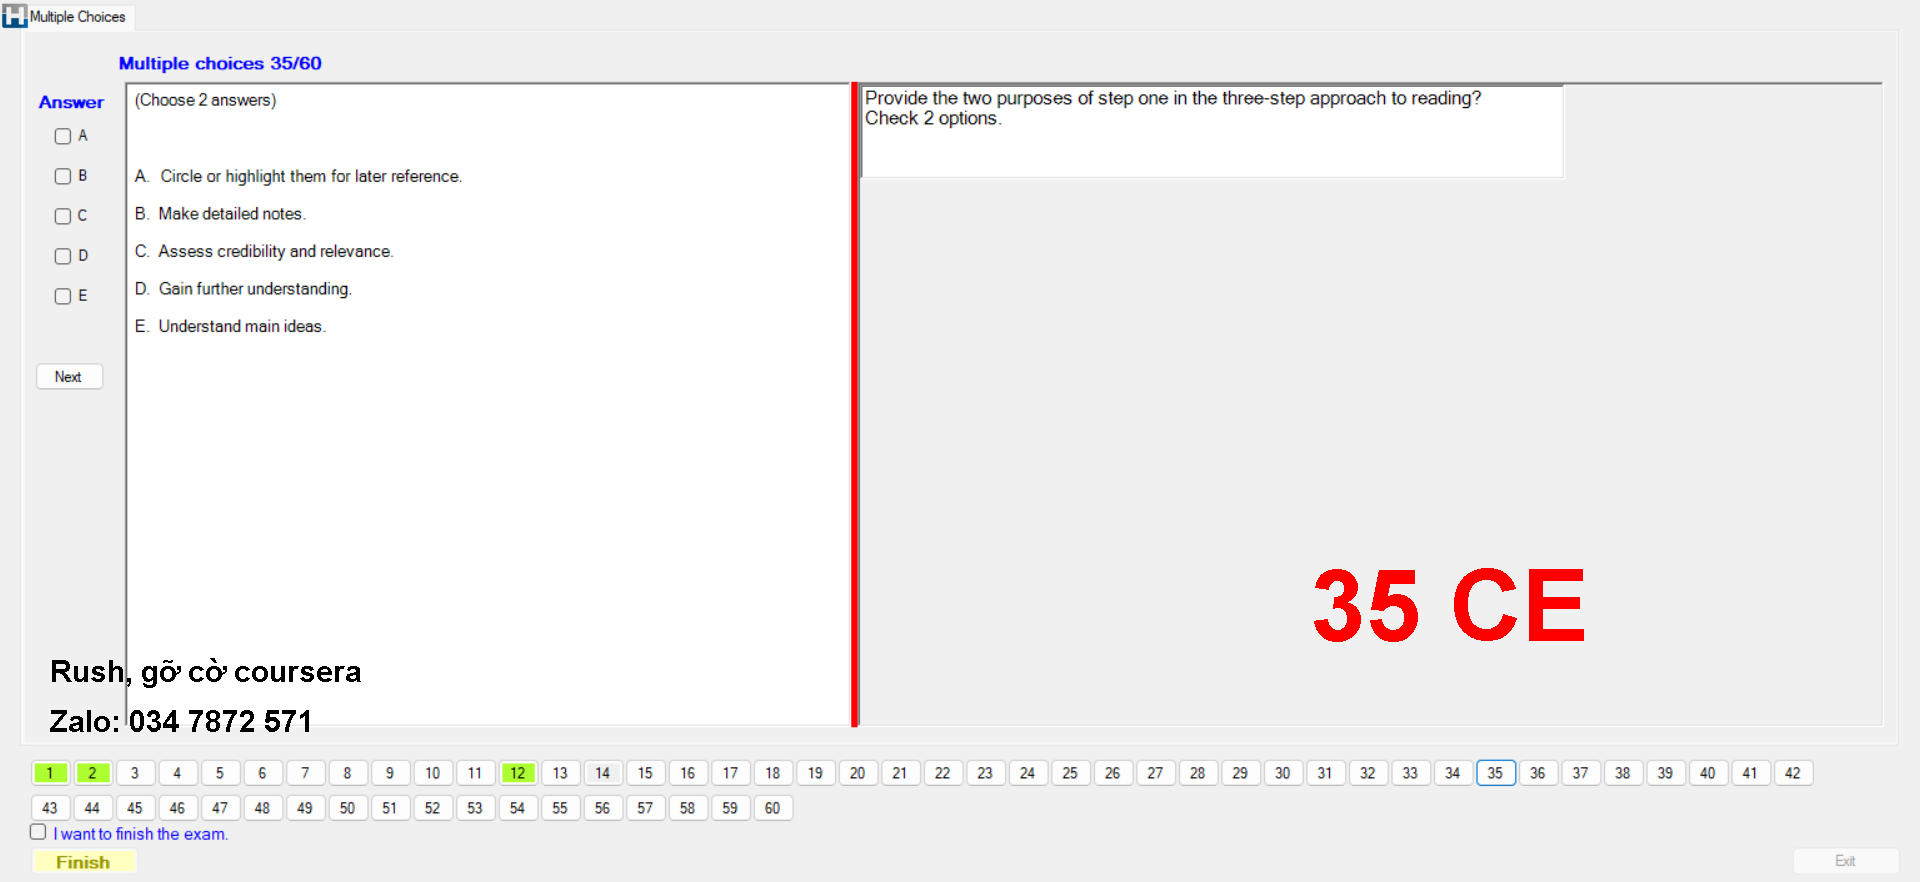 Multiple Choices
Multiple choices 35/60
Answer
A
B
C
D
E
Next
(Choose 2 answers)
A. Circle or highlight them for later reference.
B. Make detailed notes.
C. Assess credibility and relevance.
D. Gain further understanding.
E. Understand main ideas.
Provide the two purposes of step one in the three-step approach to reading?
Check 2 options.
35 CE
Rush, gỡ cờ coursera
Zalo: 034 7872 571
1 2 3 4 5 6 7 8 9 10 11 12 13 14 15 16 17 18 19 20 21 22 23 24 25 26 27 28 29 30 31 32 33 34 35 36 37 38 39 40 41 42
43 44 45 46 47 48 49 50 51 52 53 54 55 56 57 58 59 60
I want to finish the exam.
Finish
Exit